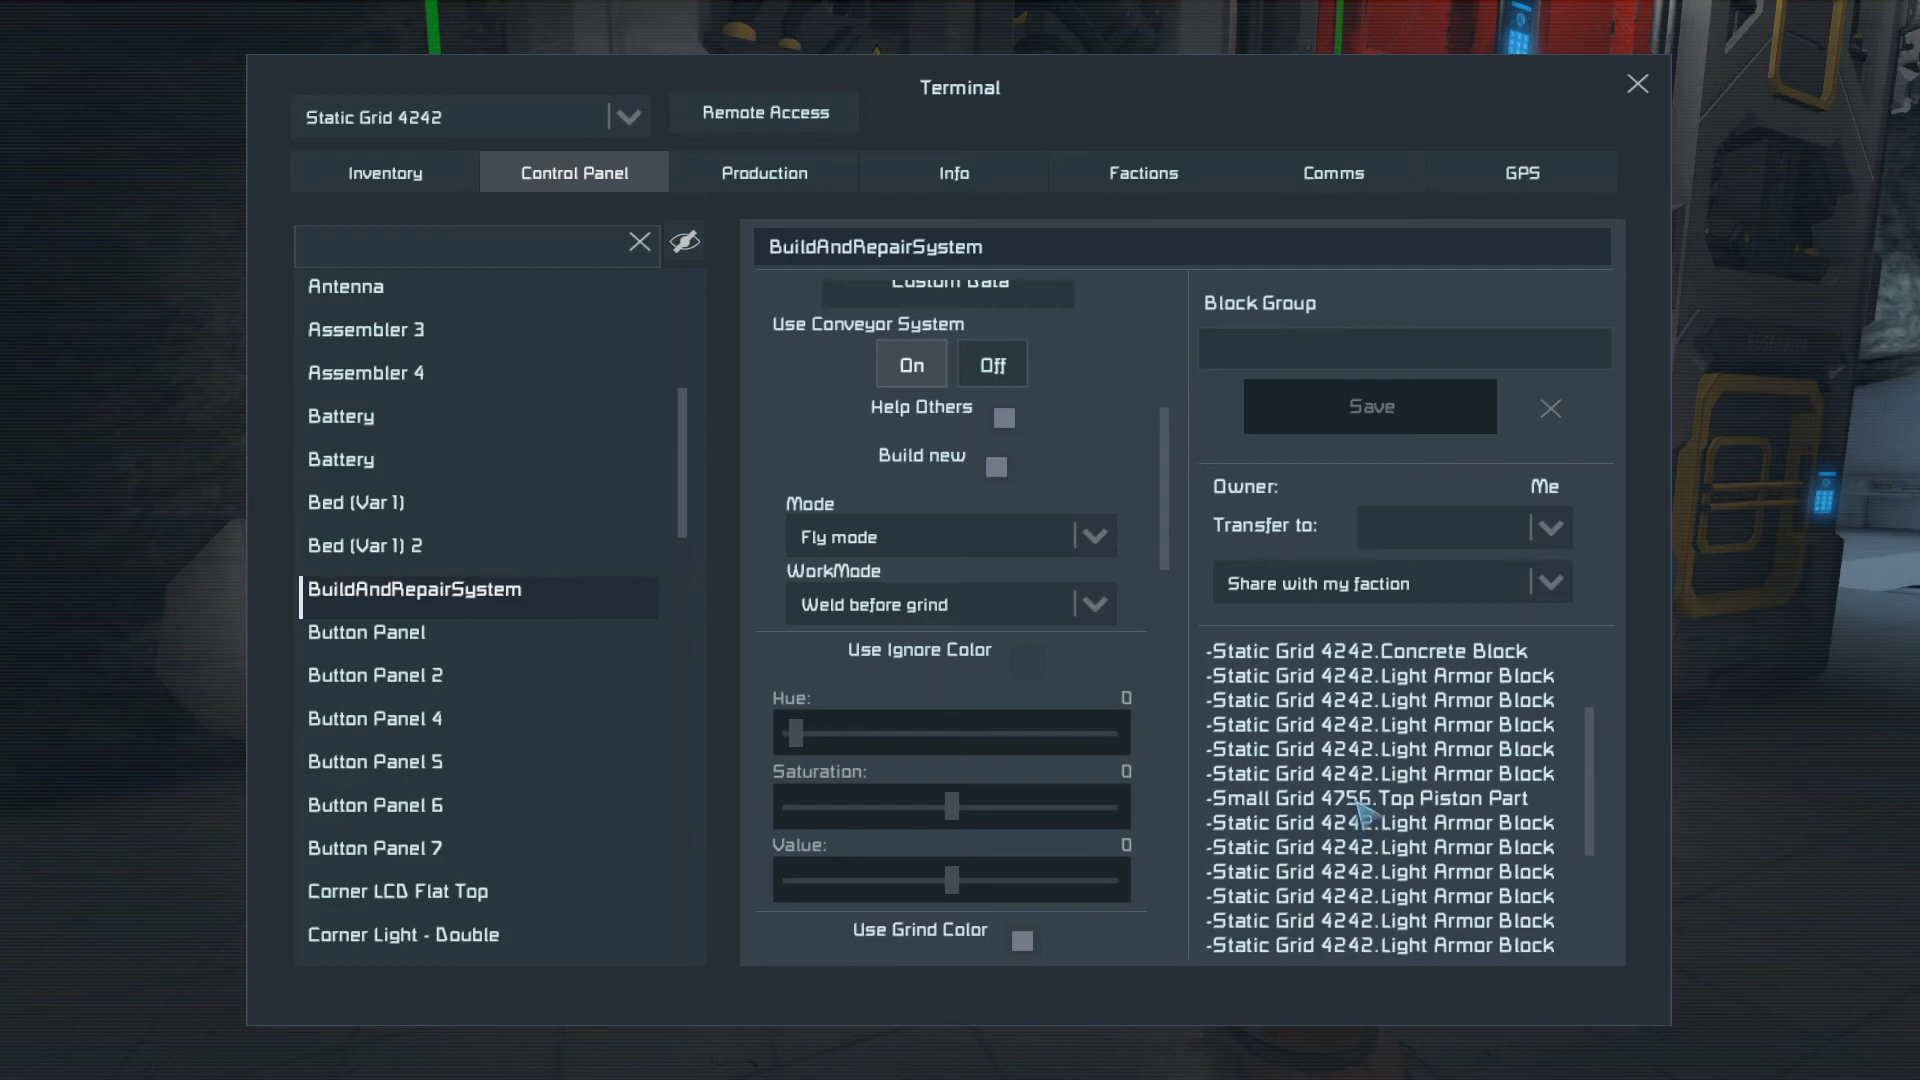 Terminal
Static Grid 4242
Remote Access
Inventory
Control Panel
Production
Info
Factions
Comms
GPS
Antenna
Assembler 3
Assembler 4
Battery
Battery
Bed (Var 1)
Bed (Var 1) 2
BuildAndRepairSystem
Button Panel
Button Panel 2
Button Panel 4
Button Panel 5
Button Panel 6
Button Panel 7
Corner LCD Flat Top
Corner Light - Double
BuildAndRepairSystem
Custom Data
Use Conveyor System
On
Off
Help Others
Build new
Mode
Fly mode
WorkMode
Weld before grind
Use Ignore Color
Hue: 0
Saturation: 0
Value: 0
Use Grind Color
Block Group
Save
Owner: Me
Transfer to:
Share with my faction
-Static Grid 4242.Concrete Block
-Static Grid 4242.Light Armor Block
-Static Grid 4242.Light Armor Block
-Static Grid 4242.Light Armor Block
-Static Grid 4242.Light Armor Block
-Static Grid 4242.Light Armor Block
-Small Grid 4756.Top Piston Part
-Static Grid 4242.Light Armor Block
-Static Grid 4242.Light Armor Block
-Static Grid 4242.Light Armor Block
-Static Grid 4242.Light Armor Block
-Static Grid 4242.Light Armor Block
-Static Grid 4242.Light Armor Block